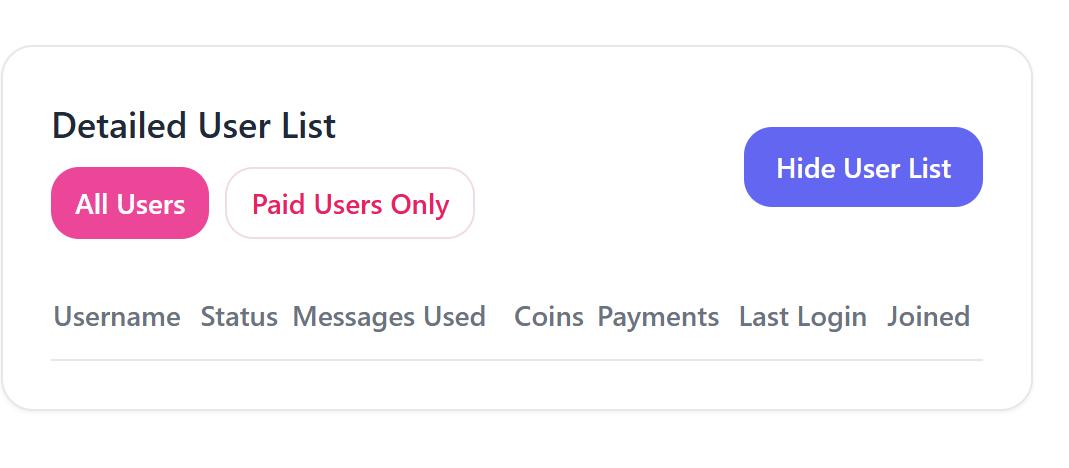 Detailed User List
All Users
Paid Users Only
Hide User List
Username Status Messages Used Coins Payments Last Login Joined